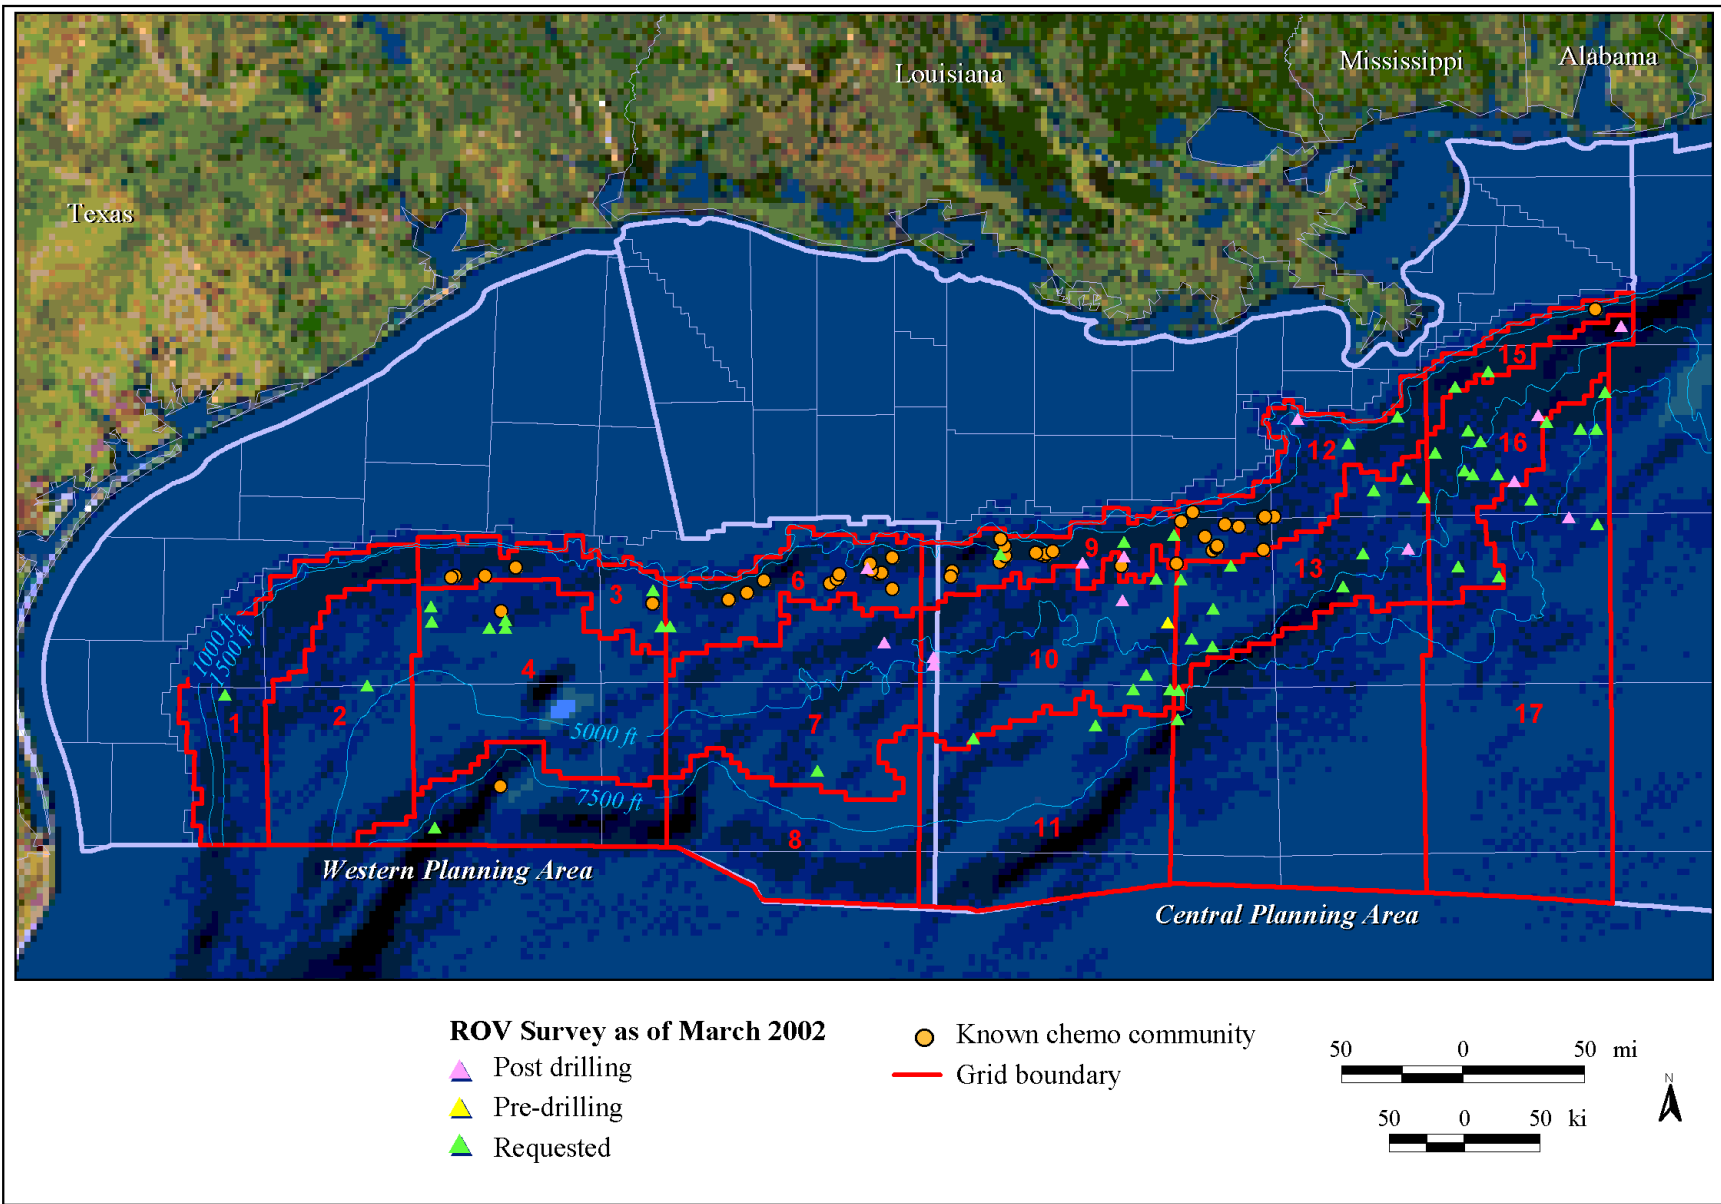 Louisiana
Mississippi
Alabama
Texas
15
16
12
9
13
6
3
10
4
1000 ft
1500 ft
1
2
7
17
5000 ft
7500 ft
8
11
Western Planning Area
Central Planning Area
ROV Survey as of March 2002
Post drilling
Pre-drilling
Requested
Known chemo community
Grid boundary
50 0 50 mi
50 0 50 ki
N